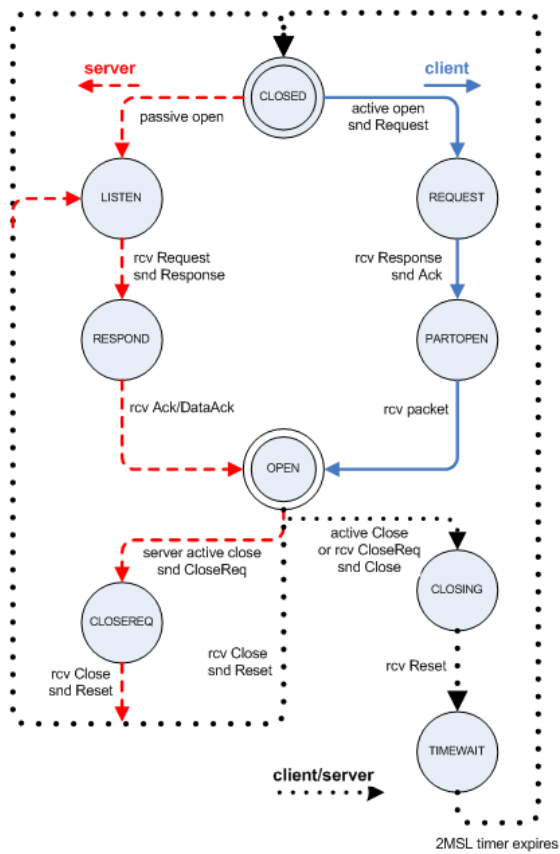 server
client
CLOSED
passive open
active open
snd Request
LISTEN
REQUEST
rcv Request
snd Response
rcv Response
snd Ack
RESPOND
PARTOPEN
rcv Ack/DataAck
rcv packet
OPEN
server active close
snd CloseReq
active Close
or rcv CloseReq
snd Close
CLOSEREQ
CLOSING
rcv Close
snd Reset
rcv Close
snd Reset
rcv Reset
TIMEWAIT
client/server
2MSL timer expires